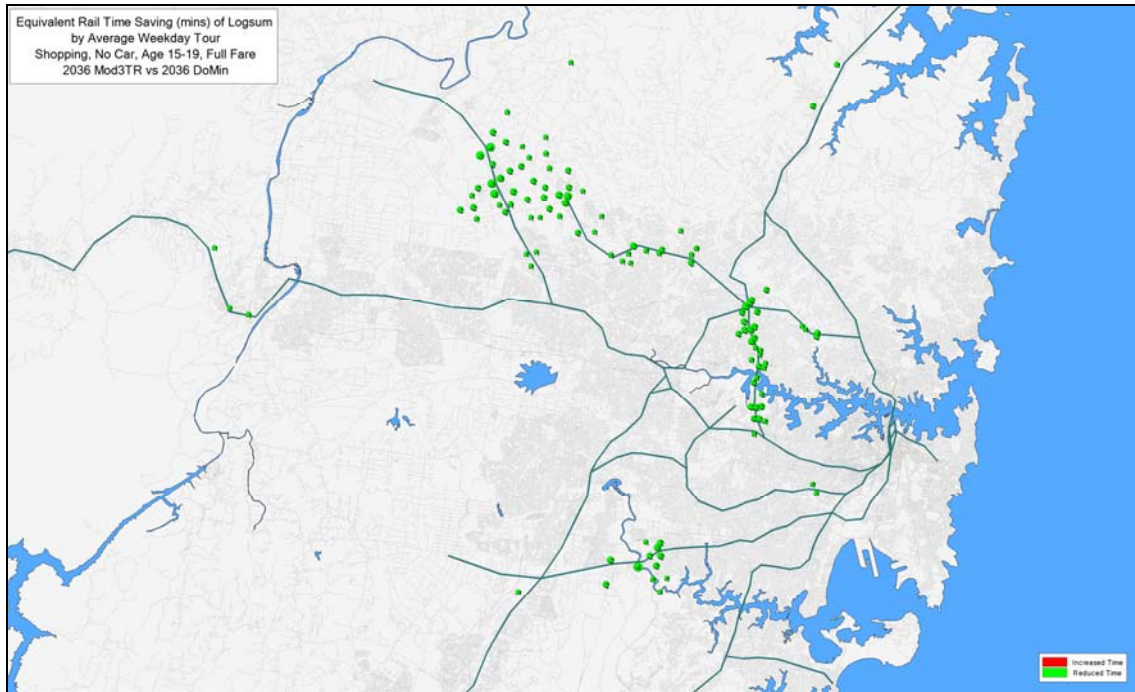 Equivalent Rail Time Saving (mins) of Logsum
by Average Weekday Tour
Shopping, No Car, Age 15-19, Full Fare
2036 Mod3TR vs 2036 DoMin
Increased Time
Reduced Time